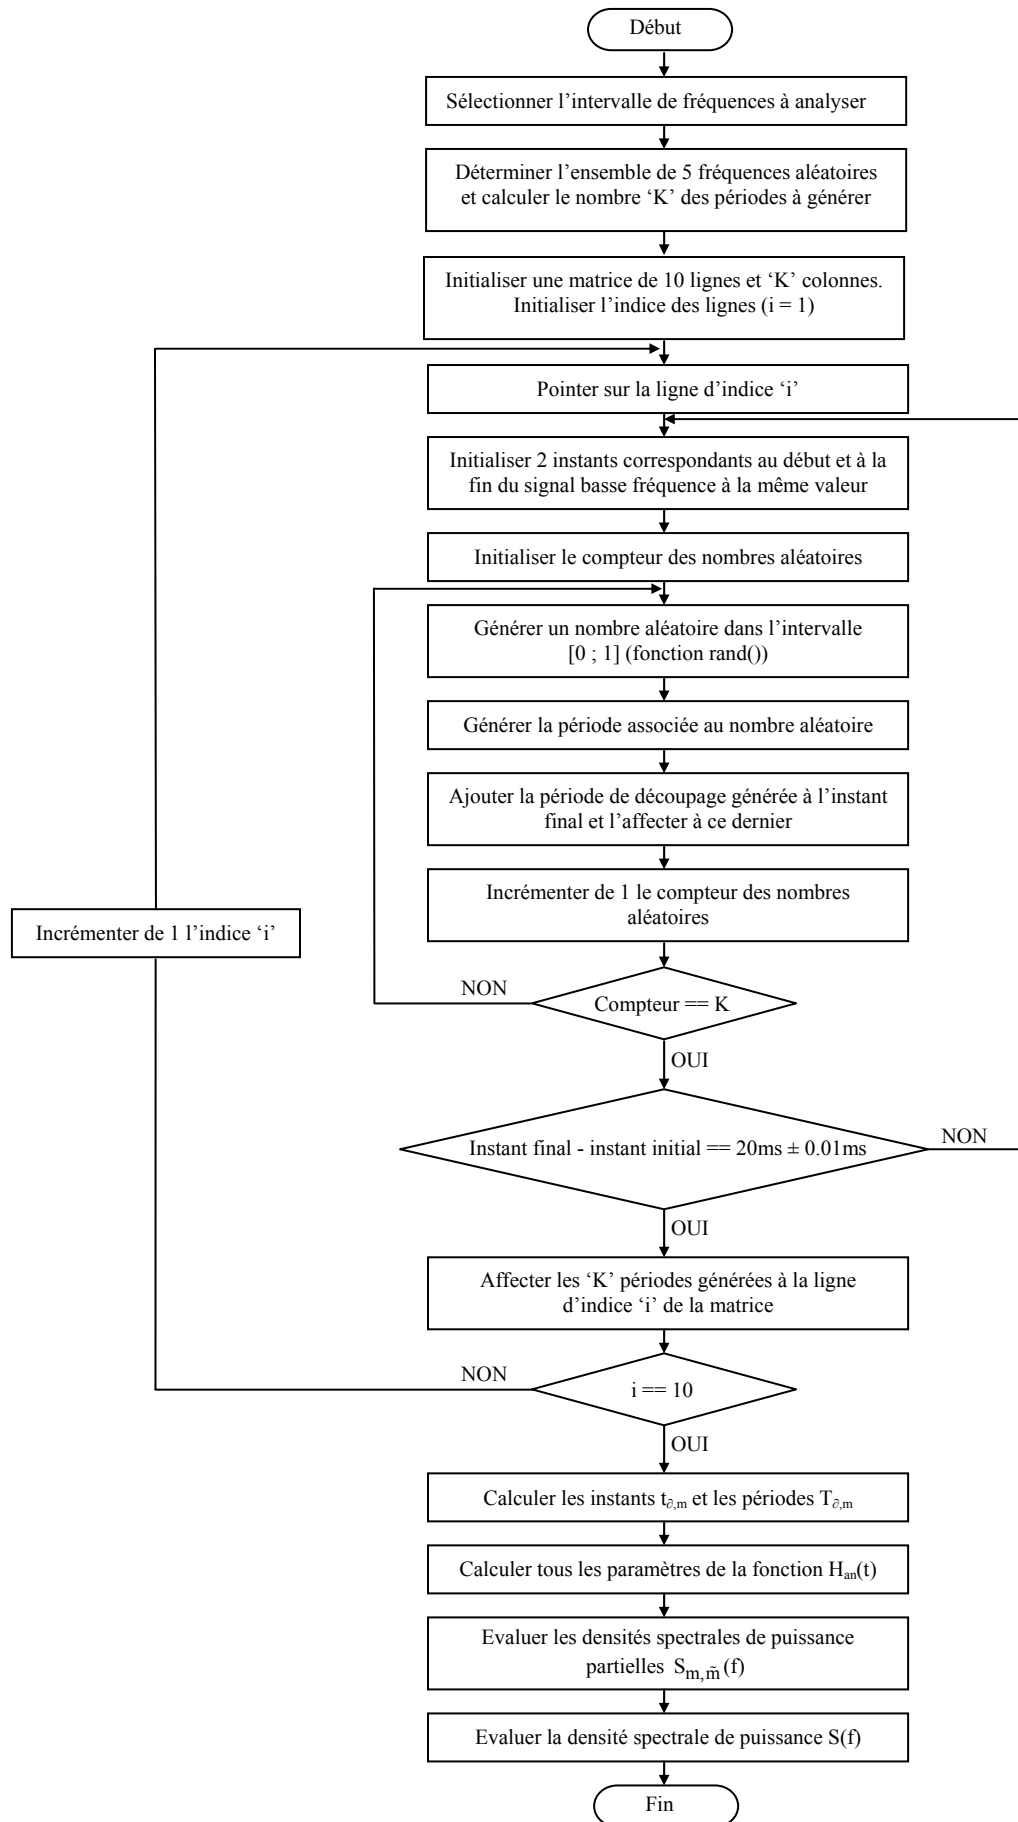 Début
Sélectionner l’intervalle de fréquences à analyser
Déterminer l’ensemble de 5 fréquences aléatoires
et calculer le nombre ‘K’ des périodes à générer
Initialiser une matrice de 10 lignes et ‘K’ colonnes.
Initialiser l’indice des lignes (i = 1)
Pointer sur la ligne d’indice ‘i’
Initialiser 2 instants correspondants au début et à la
fin du signal basse fréquence à la même valeur
Initialiser le compteur des nombres aléatoires
Générer un nombre aléatoire dans l’intervalle
[0 ; 1] (fonction rand())
Générer la période associée au nombre aléatoire
Ajouter la période de découpage générée à l’instant
final et l’affecter à ce dernier
Incrémenter de 1 le compteur des nombres
aléatoires
Incrémenter de 1 l’indice ‘i’
NON
Compteur == K
OUI
Instant final - instant initial == 20ms ± 0.01ms
NON
OUI
Affecter les ‘K’ périodes générées à la ligne
d’indice ‘i’ de la matrice
NON
i == 10
OUI
Calculer les instants t∂,m et les périodes T∂,m
Calculer tous les paramètres de la fonction Han(t)
Evaluer les densités spectrales de puissance
partielles Sm,m̃(f)
Evaluer la densité spectrale de puissance S(f)
Fin